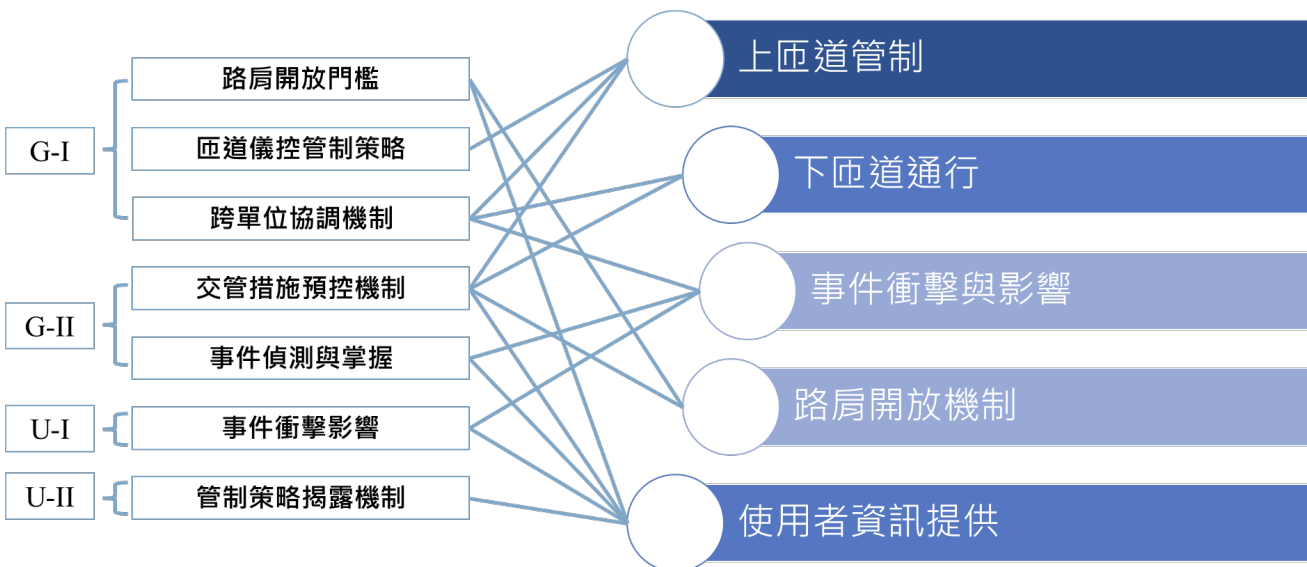 G-I
路肩開放門檻
匝道儀控管制策略
跨單位協調機制
G-II
交管措施預控機制
事件偵測與掌握
U-I
事件衝擊影響
U-II
管制策略揭露機制
上匝道管制
下匝道通行
事件衝擊與影響
路肩開放機制
使用者資訊提供